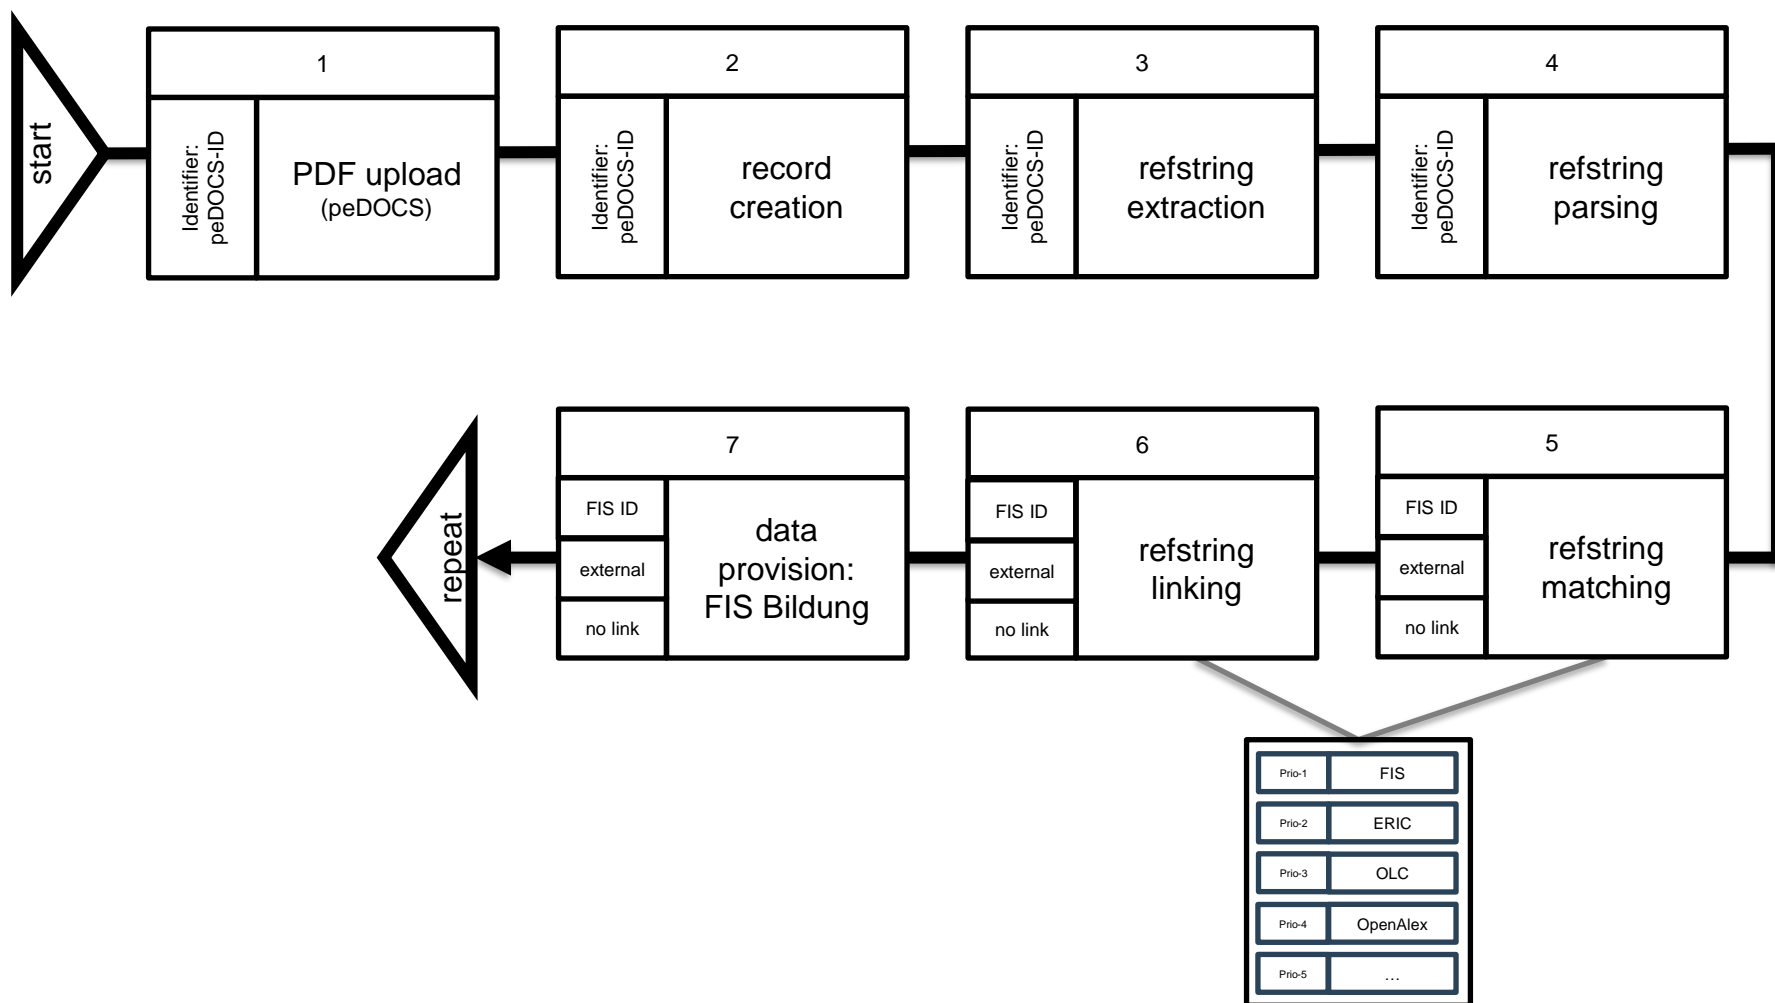 start
1
Identifier:
peDOCS-ID
PDF upload
(peDOCS)
2
Identifier:
peDOCS-ID
record
creation
3
Identifier:
peDOCS-ID
refstring
extraction
4
Identifier:
peDOCS-ID
refstring
parsing
5
FIS ID
external
no link
refstring
matching
6
FIS ID
external
no link
refstring
linking
7
FIS ID
external
no link
data
provision:
FIS Bildung
repeat
Prio-1 FIS
Prio-2 ERIC
Prio-3 OLC
Prio-4 OpenAlex
Prio-5 …